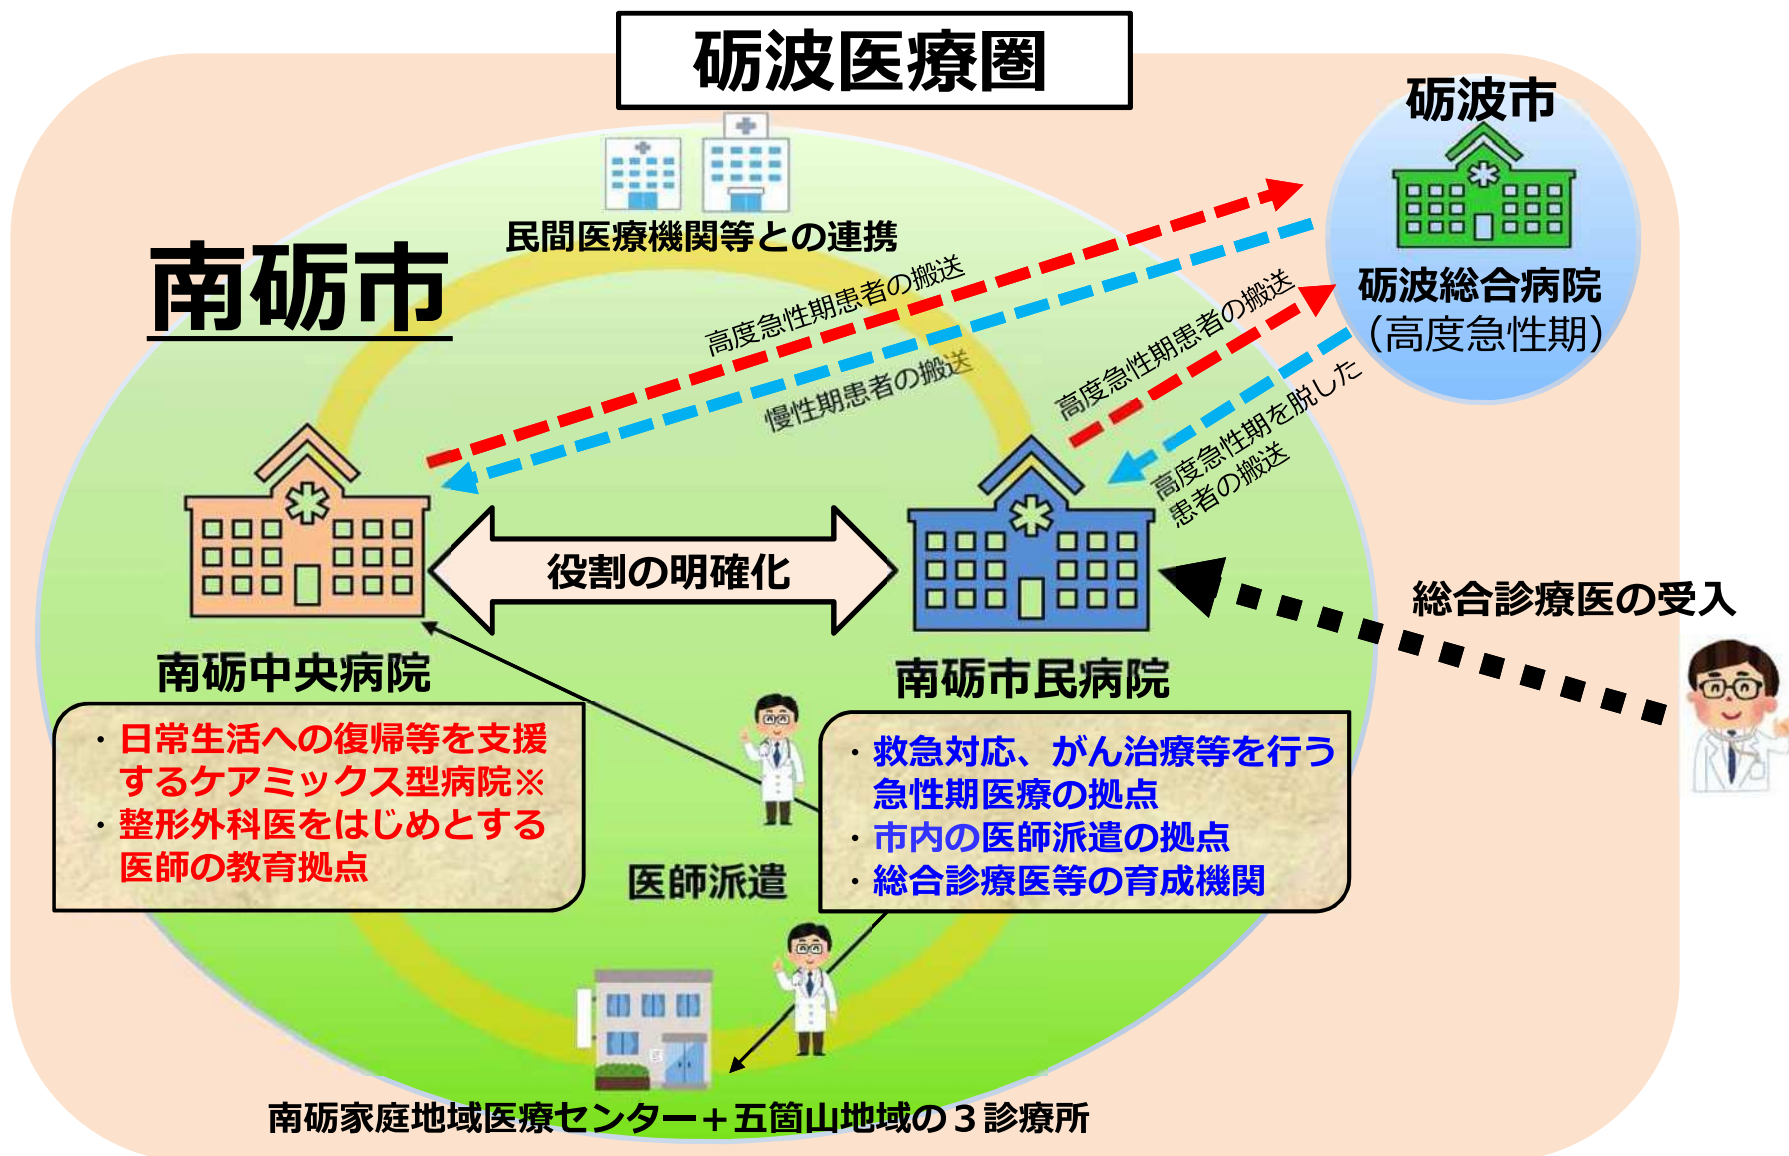 砺波医療圏
砺波市
砺波総合病院
（高度急性期）
民間医療機関等との連携
南砺市
高度急性期患者の搬送
慢性期患者の搬送
高度急性期患者の搬送
高度急性期を脱した
患者の搬送
役割の明確化
総合診療医の受入
南砺中央病院
・日常生活への復帰等を支援
するケアミックス型病院※
・整形外科医をはじめとする
医師の教育拠点
南砺市民病院
・救急対応、がん治療等を行う
急性期医療の拠点
・市内の医師派遣の拠点
・総合診療医等の育成機関
医師派遣
南砺家庭地域医療センター＋五箇山地域の３診療所